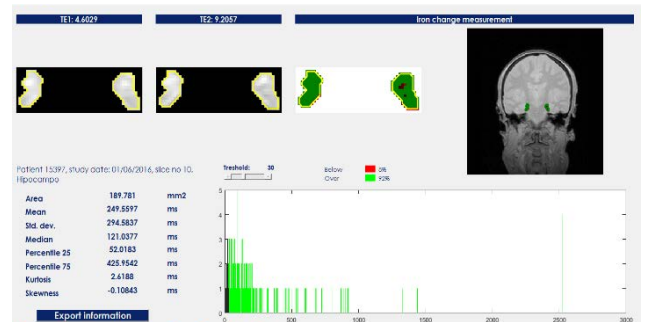 TE1: 4.6029
TE2: 9.2057
Iron change measurement
Patient 15397, study date: 01/06/2016, slice no 10.
Hipocampo
Treshold: 30
Below 5%
Over 92%
Area 189.781 mm2
Mean 249.5597 ms
Std. dev. 294.5837 ms
Median 121.0377 ms
Percentile 25 52.0183 ms
Percentile 75 425.9542 ms
Kurtosis 2.6188 ms
Skewness -0.10843 ms
Export Information
5
4
3
2
1
0
0 500 1000 1500 2000 2500 3000